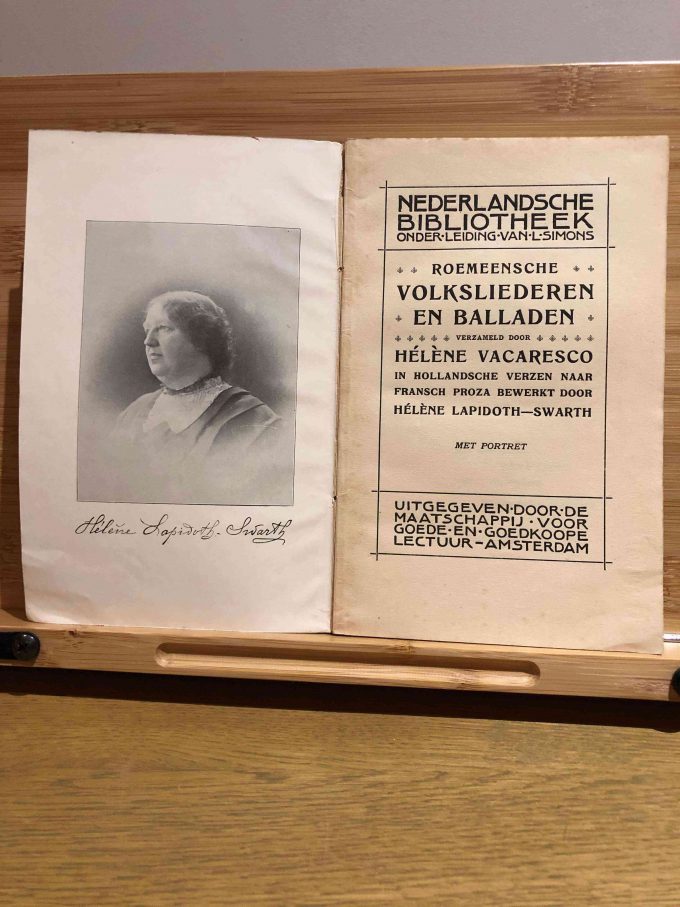 Hélène Lapidoth-Swarth
NEDERLANDSCHE
BIBLIOTHEEK
ONDER·LEIDING·VAN·L·SIMONS
ROEMEENSCHE
VOLKSLIEDEREN
EN BALLADEN
VERZAMELD DOOR
HÉLÈNE VACARESCO
IN HOLLANDSCHE VERZEN NAAR
FRANSCH PROZA BEWERKT DOOR
HÉLÈNE LAPIDOTH—SWARTH
MET PORTRET
UITGEGEVEN·DOOR·DE
MAATSCHAPPIJ·VOOR
GOEDE·EN·GOEDKOOPE
LECTUUR-AMSTERDAM